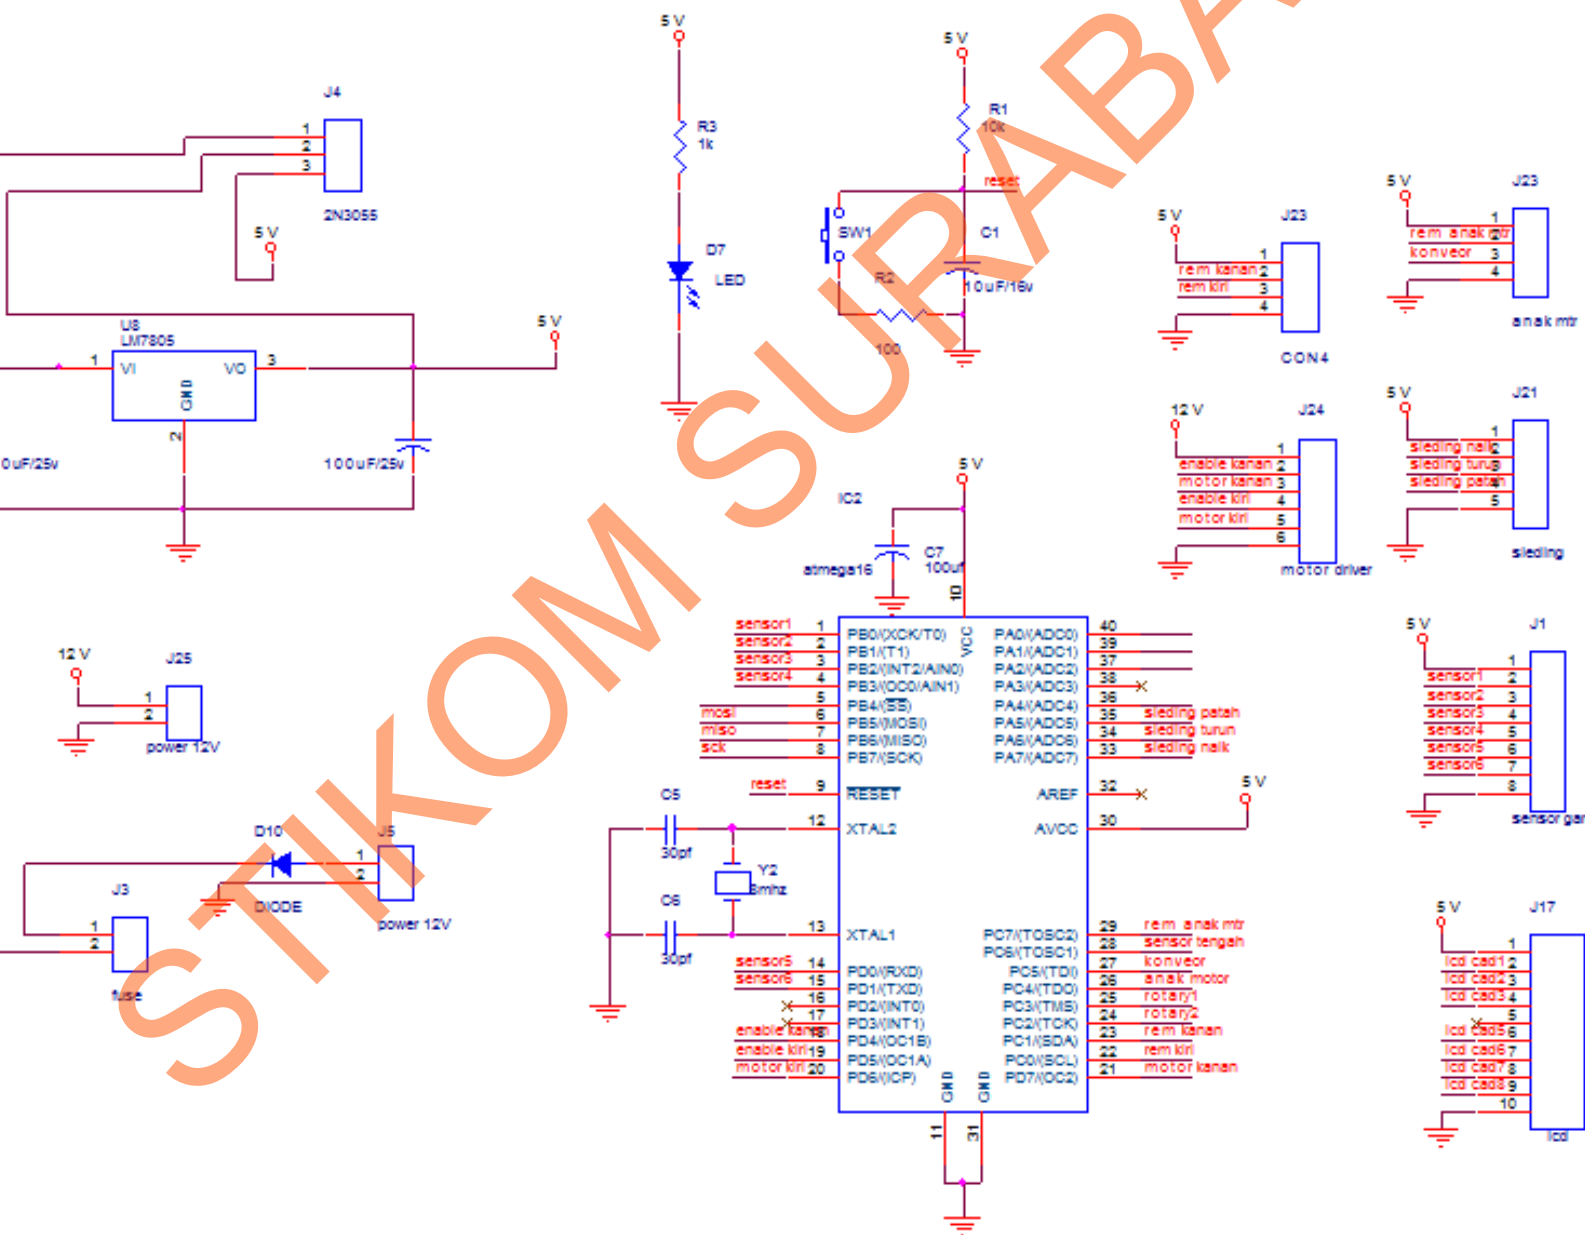 J4
1
2
3
2N3055
5 V
U8
LM7805
1
VI
VO
3
GND
2
5 V
0uF/25v
100uF/25v
5 V
R3
1k
D7
LED
5 V
R1
10k
reset
SW1
C1
R2
10uF/16v
100
5 V
J23
1
rem kanan 2
rem kiri 3
4
CON4
5 V
J23
1
rem anak mtr 2
konveor 3
4
anak mtr
12 V
J24
1
enable kanan 2
motor kanan 3
enable kiri 4
motor kiri 5
6
motor driver
5 V
J21
1
sleding naik 2
sleding turun 3
sleding patah 4
5
sleding
12 V
J25
1
2
power 12V
D10
DIODE
J5
1
2
power 12V
J3
1
2
fuse
IC2
atmega16
5 V
C7
100uf
10
VCC
sensor1 1 PB0/(XCK/T0)
sensor2 2 PB1/(T1)
sensor3 3 PB2/(INT2/AIN0)
sensor4 4 PB3/(OC0/AIN1)
5 PB4/(SS)
mosi 6 PB5/(MOSI)
miso 7 PB6/(MISO)
sck 8 PB7/(SCK)
reset 9 RESET
12 XTAL2
13 XTAL1
sensor5 14 PD0/(RXD)
sensor6 15 PD1/(TXD)
16 PD2/(INT0)
17 PD3/(INT1)
enable kanan 18 PD4/(OC1B)
enable kiri 19 PD5/(OC1A)
motor kiri 20 PD6/(ICP)
PA0/(ADC0) 40
PA1/(ADC1) 39
PA2/(ADC2) 37
PA3/(ADC3) 38
PA4/(ADC4) 36
PA5/(ADC5) 35 sleding patah
PA6/(ADC6) 34 sleding turun
PA7/(ADC7) 33 sleding naik
AREF 32
AVCC 30
5 V
PC7/(TOSC2) 29 rem anak mtr
PC6/(TOSC1) 28 sensor tengah
PC5/(TDI) 27 konveor
PC4/(TDO) 26 anak motor
PC3/(TMS) 25 rotary1
PC2/(TCK) 24 rotary2
PC1/(SDA) 23 rem kanan
PC0/(SCL) 22 rem kiri
PD7/(OC2) 21 motor kanan
GND
GND
11
31
C5
30pf
Y2
8mhz
C6
30pf
5 V
J1
1
sensor1 2
sensor2 3
sensor3 4
sensor4 5
sensor5 6
sensor6 7
8
sensor gar
5 V
J17
1
lcd cad1 2
lcd cad2 3
lcd cad3 4
5
lcd cad5 6
lcd cad6 7
lcd cad7 8
lcd cad8 9
10
lcd
STIKOM SURABA